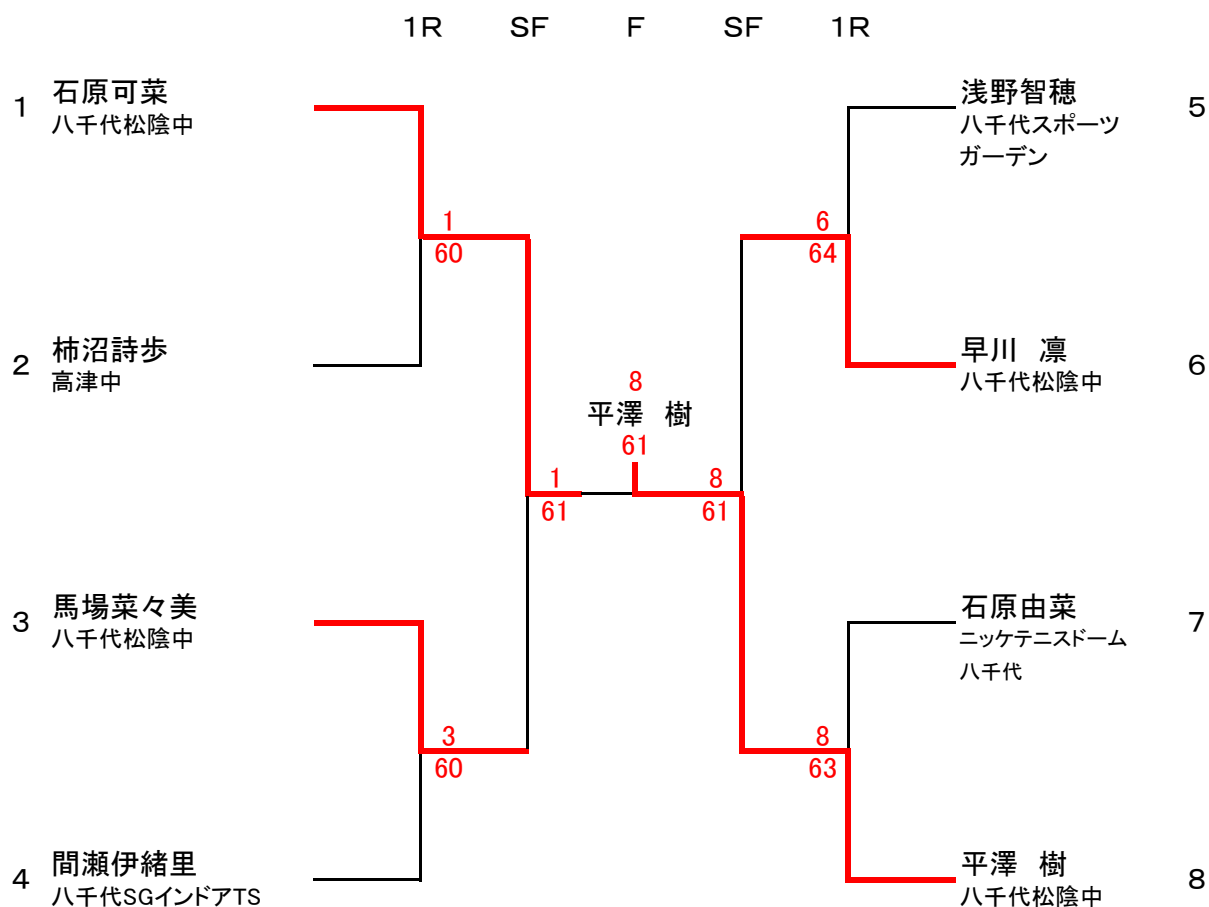 1R SF F SF 1R
1 石原可菜
八千代松陰中
浅野智穂 5
八千代スポーツ
ガーデン
1
60
6
64
2 柿沼詩歩
高津中
早川 凛 6
八千代松陰中
8
平澤 樹
61
1
61
8
61
3 馬場菜々美
八千代松陰中
石原由菜 7
ニッケテニスドーム
八千代
3
60
8
63
4 間瀬伊緒里
八千代SGインドアTS
平澤 樹 8
八千代松陰中